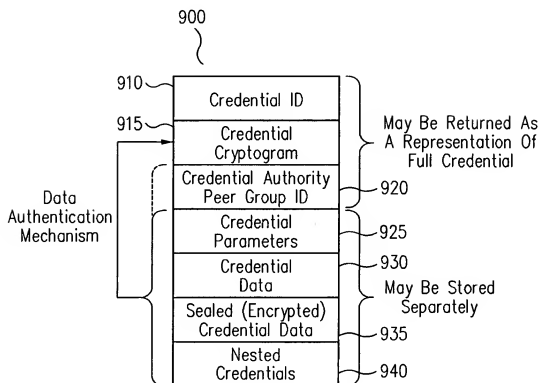 900
910
Credential ID
915
Credential
Cryptogram
May Be Returned As
A Representation Of
Full Credential
Credential Authority
Peer Group ID
920
Data
Authentication
Mechanism
Credential
Parameters
925
Credential
Data
930
May Be Stored
Separately
Sealed (Encrypted)
Credential Data
935
Nested
Credentials
940